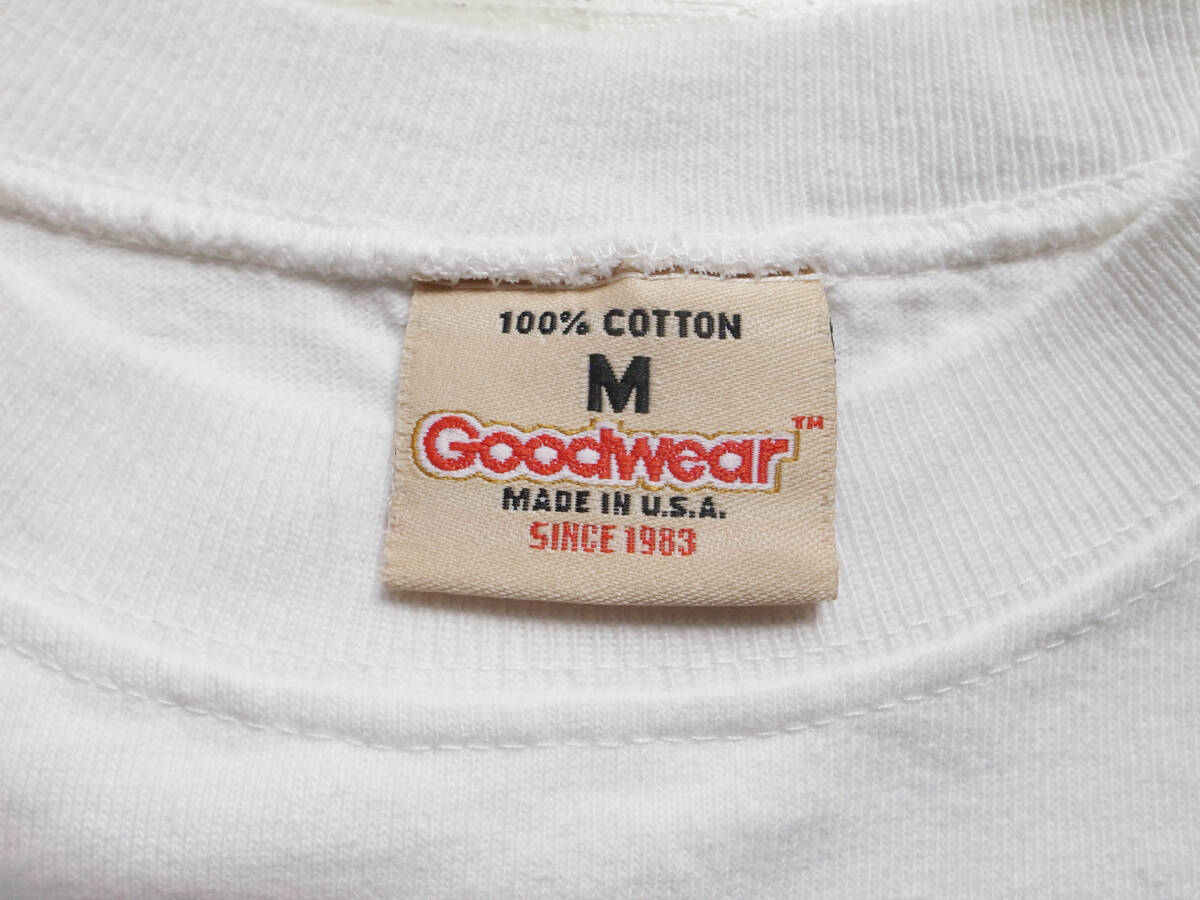 100% COTTON
M
Goodwear™
MADE IN U.S.A.
SINCE 1983